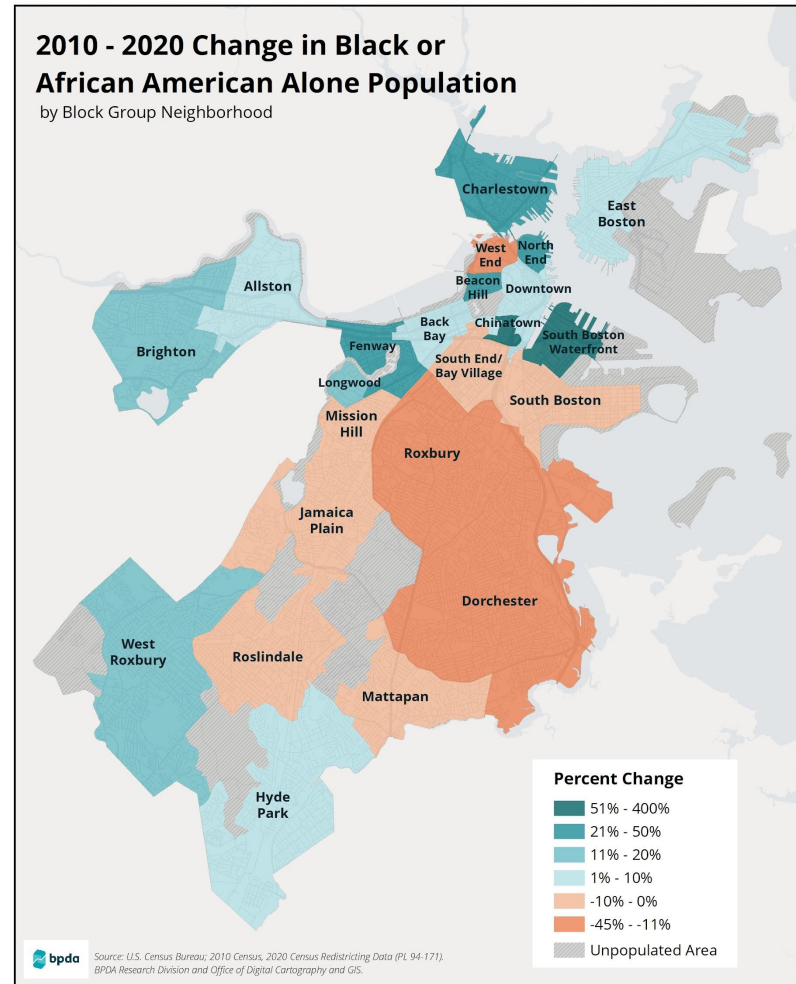 2010 - 2020 Change in Black or
African American Alone Population
by Block Group Neighborhood
Charlestown
East
Boston
West
End
North
End
Beacon
Hill
Downtown
Allston
Back
Bay
Chinatown
South Boston
Waterfront
Brighton
Fenway
South End/
Bay Village
Longwood
South Boston
Mission
Hill
Roxbury
Jamaica
Plain
Dorchester
West
Roxbury
Roslindale
Mattapan
Hyde
Park
Percent Change
51% - 400%
21% - 50%
11% - 20%
1% - 10%
-10% - 0%
-45% - -11%
Unpopulated Area
bpda
Source: U.S. Census Bureau; 2010 Census, 2020 Census Redistricting Data (PL 94-171).
BPDA Research Division and Office of Digital Cartography and GIS.